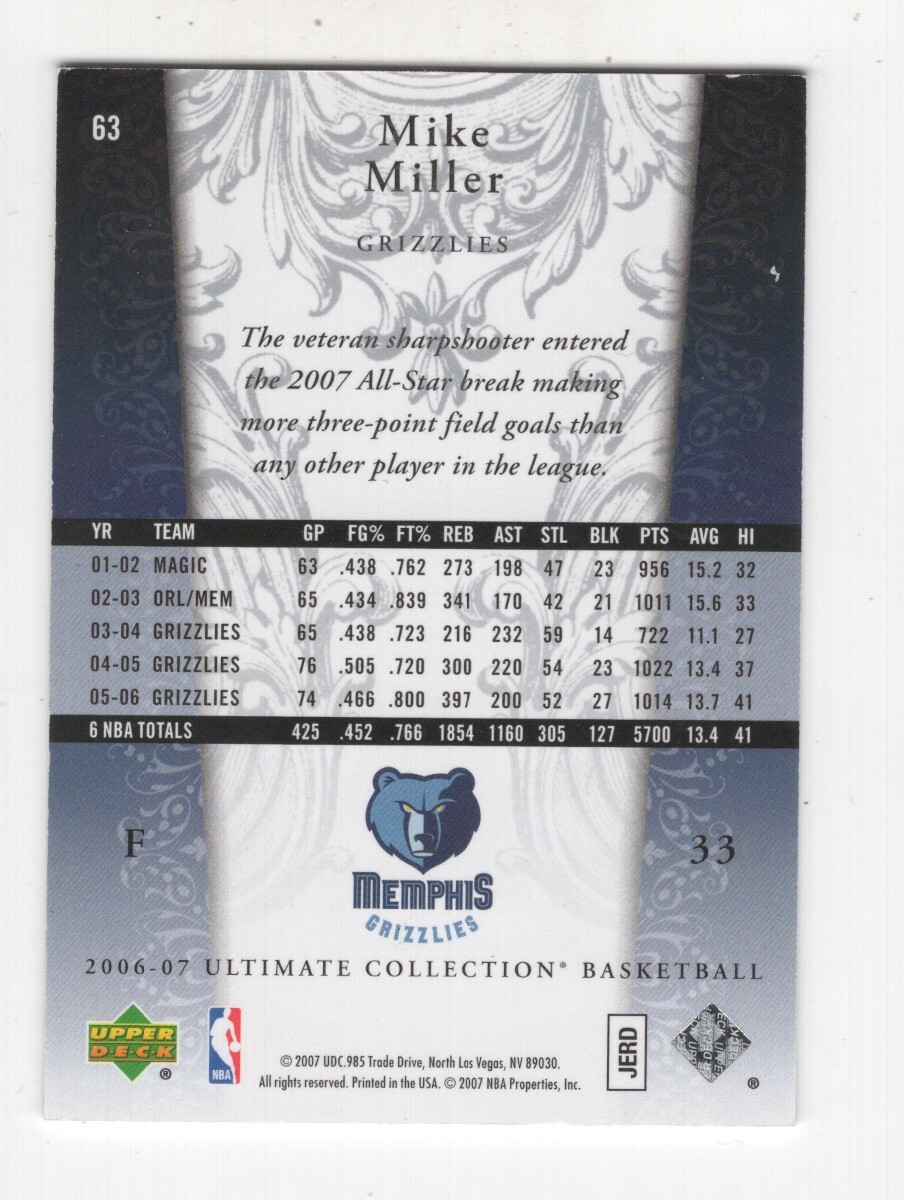 63
Mike
Miller
GRIZZLIES
The veteran sharpshooter entered
the 2007 All-Star break making
more three-point field goals than
any other player in the league.
YR TEAM GP FG% FT% REB AST STL BLK PTS AVG HI
01-02 MAGIC 63 .438 .762 273 198 47 23 956 15.2 32
02-03 ORL/MEM 65 .434 .839 341 170 42 21 1011 15.6 33
03-04 GRIZZLIES 65 .438 .723 216 232 59 14 722 11.1 27
04-05 GRIZZLIES 76 .505 .720 300 220 54 23 1022 13.4 37
05-06 GRIZZLIES 74 .466 .800 397 200 52 27 1014 13.7 41
6 NBA TOTALS 425 .452 .766 1854 1160 305 127 5700 13.4 41
F
33
MEMPHIS
GRIZZLIES
2006-07 ULTIMATE COLLECTION® BASKETBALL
UPPER
DECK
®
NBA
© 2007 UDC. 985 Trade Drive, North Las Vegas, NV 89030.
All rights reserved. Printed in the USA. © 2007 NBA Properties, Inc.
JERD
®